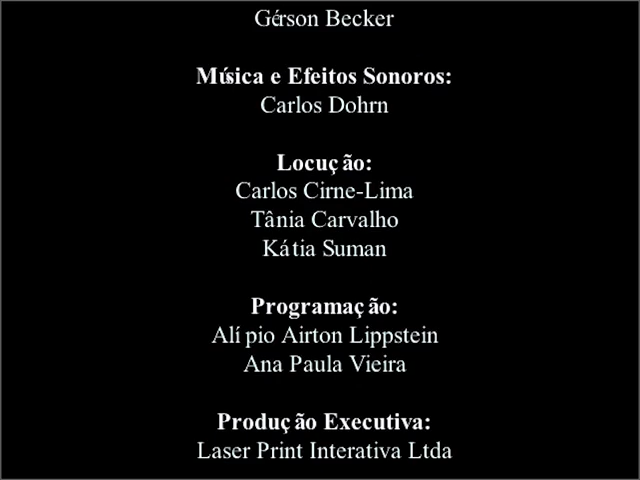 Gérson Becker
Música e Efeitos Sonoros:
Carlos Dohrn
Locução:
Carlos Cirne-Lima
Tânia Carvalho
Kátia Suman
Programação:
Alípio Airton Lippstein
Ana Paula Vieira
Produção Executiva:
Laser Print Interativa Ltda